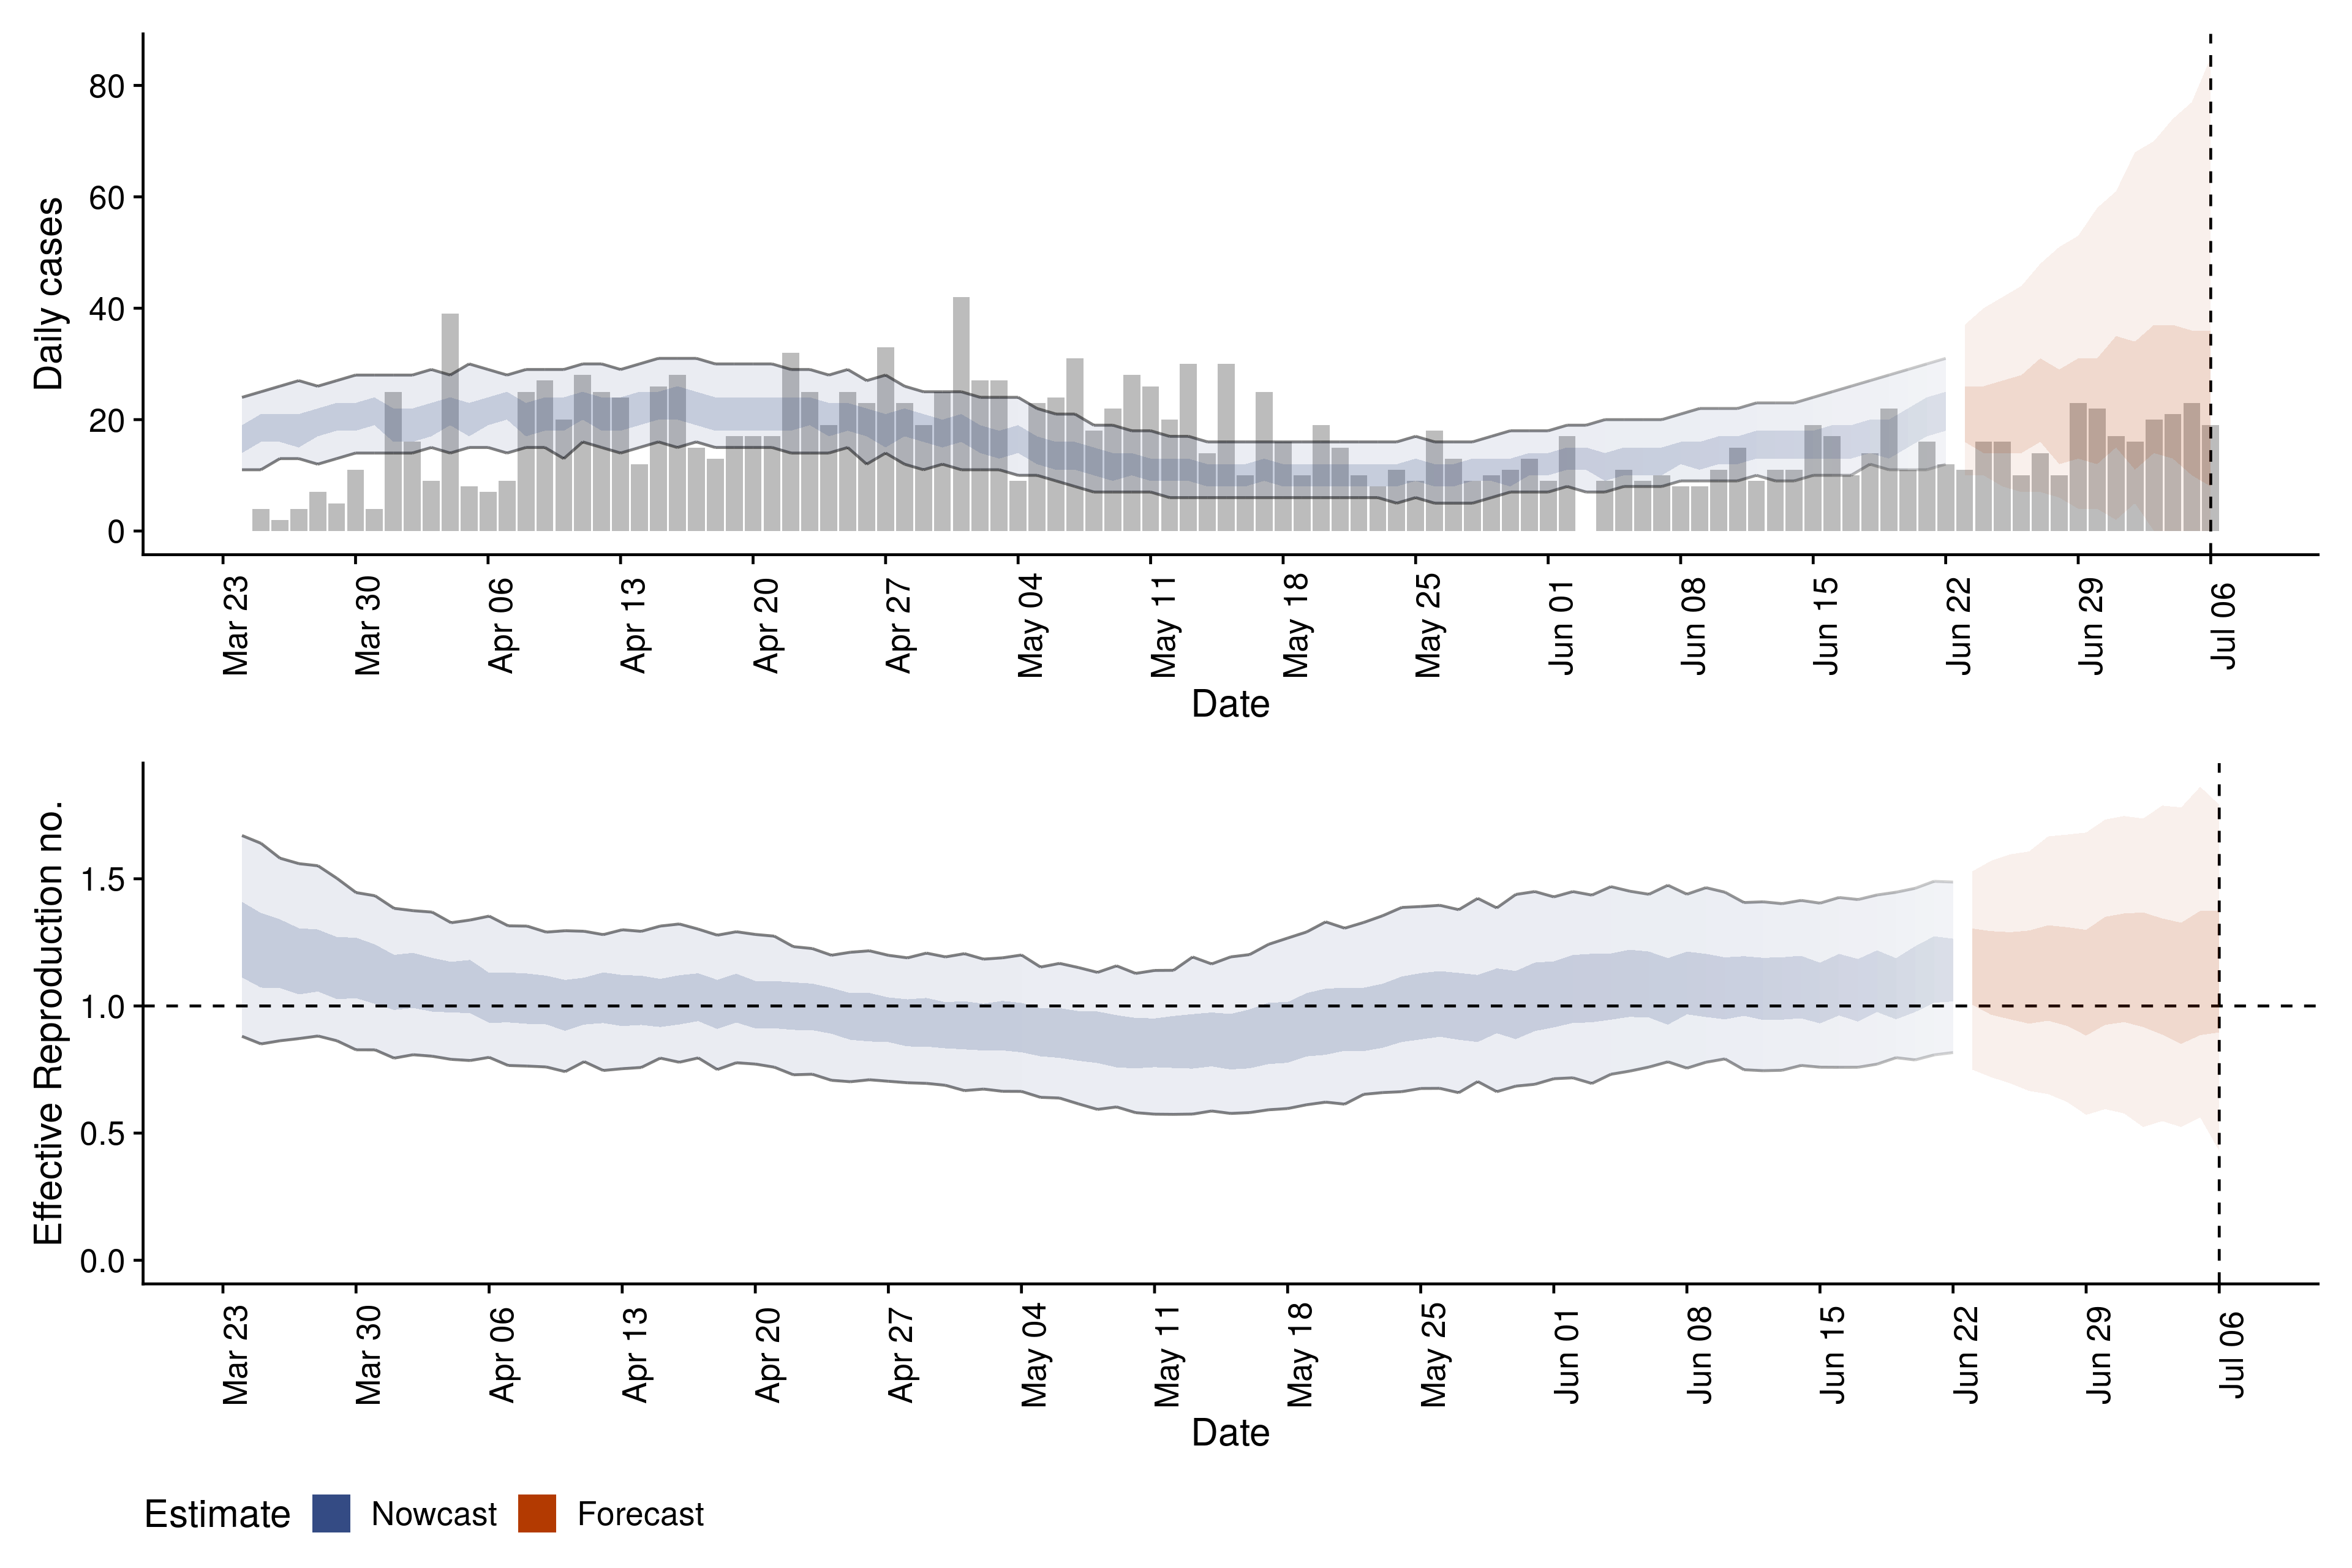 Daily cases
80
60
40
20
0
Mar 23
Mar 30
Apr 06
Apr 13
Apr 20
Apr 27
May 04
May 11
May 18
May 25
Jun 01
Jun 08
Jun 15
Jun 22
Jun 29
Jul 06
Date
Effective Reproduction no.
1.5
1.0
0.5
0.0
Mar 23
Mar 30
Apr 06
Apr 13
Apr 20
Apr 27
May 04
May 11
May 18
May 25
Jun 01
Jun 08
Jun 15
Jun 22
Jun 29
Jul 06
Date
Estimate Nowcast Forecast